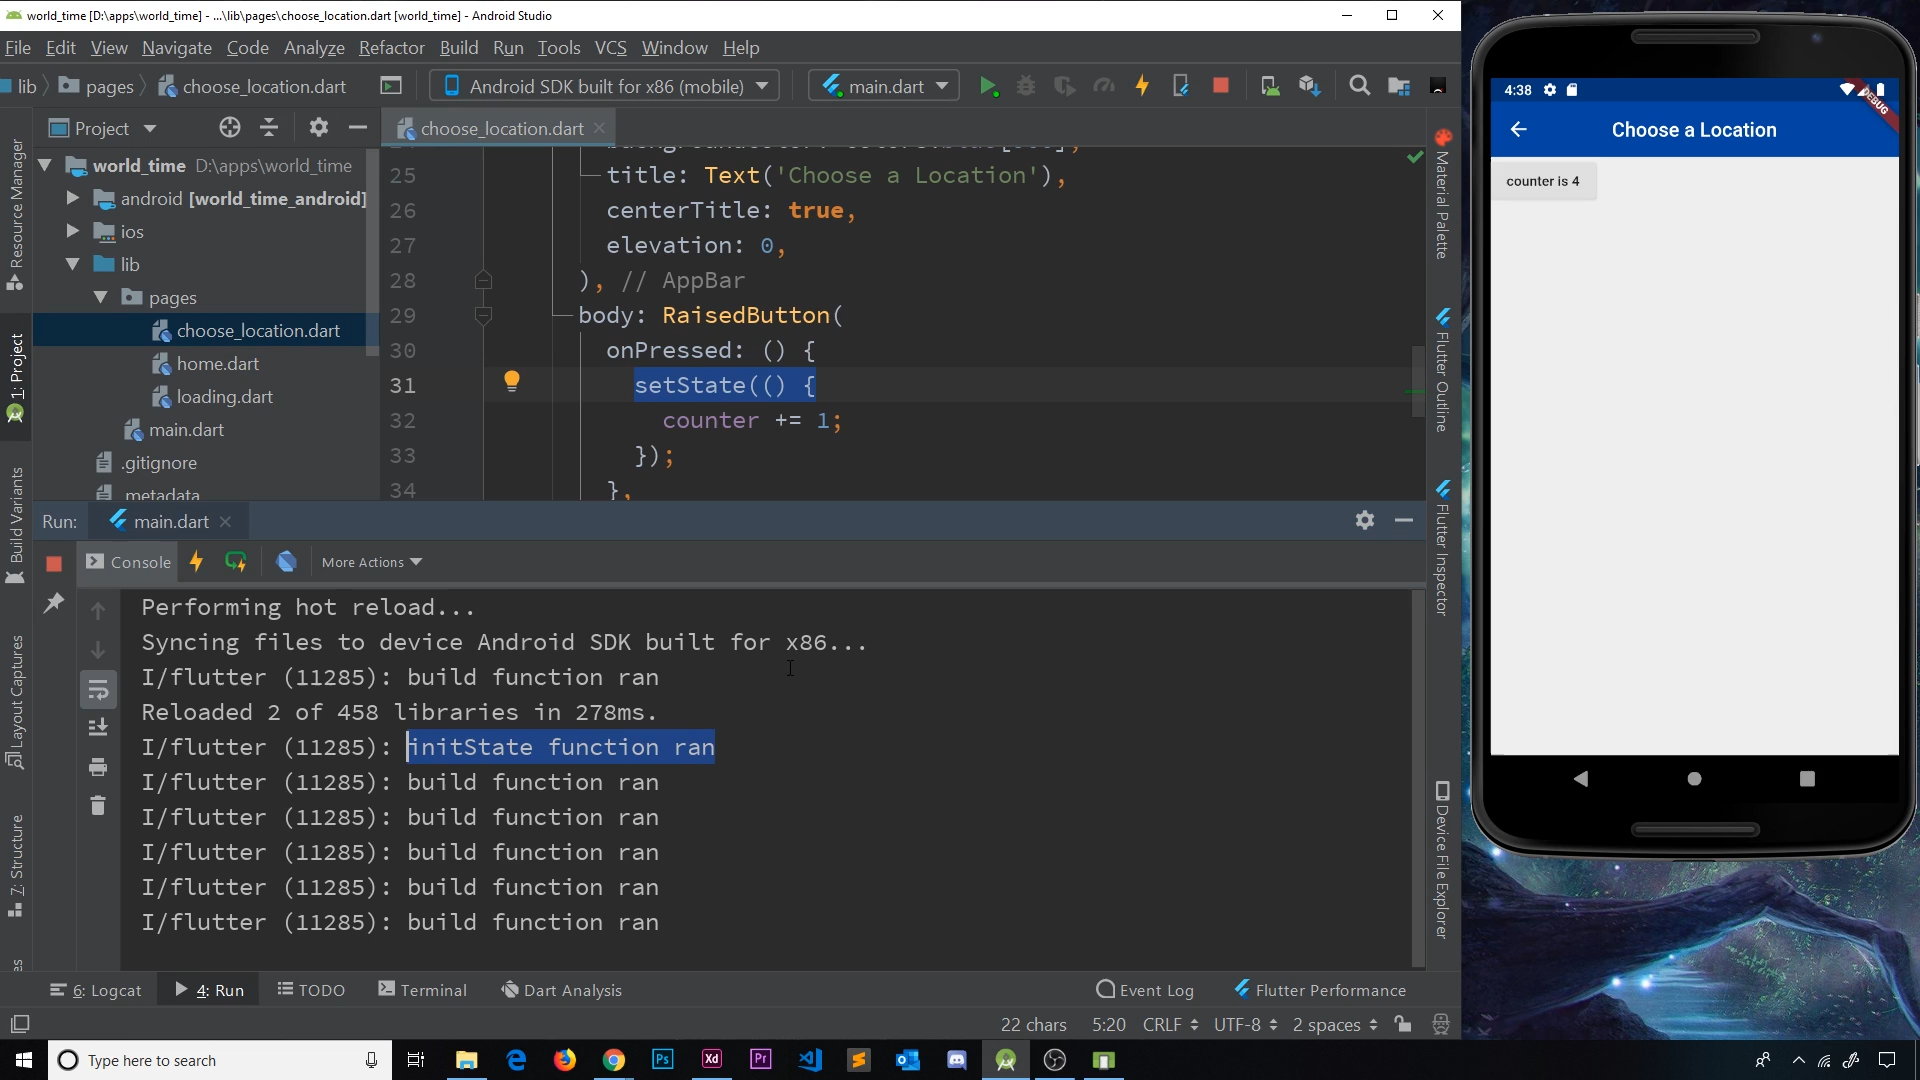 world_time [D:\apps\world_time] - ...\lib\pages\choose_location.dart [world_time] - Android Studio
File Edit View Navigate Code Analyze Refactor Build Run Tools VCS Window Help
lib pages choose_location.dart Android SDK built for x86 (mobile) main.dart
Project choose_location.dart
world_time D:\apps\world_time
android [world_time_android]
ios
lib
pages
choose_location.dart
home.dart
loading.dart
main.dart
.gitignore
.metadata
25 title: Text('Choose a Location'),
26 centerTitle: true,
27 elevation: 0,
28 ), // AppBar
29 body: RaisedButton(
30 onPressed: () {
31 setState(() {
32 counter += 1;
33 });
34 },
Resource Manager
1: Project
Build Variants
Layout Captures
7: Structure
Material Palette
Flutter Outline
Flutter Inspector
Device File Explorer
Run: main.dart
Console More Actions
Performing hot reload...
Syncing files to device Android SDK built for x86...
I/flutter (11285): build function ran
Reloaded 2 of 458 libraries in 278ms.
I/flutter (11285): initState function ran
I/flutter (11285): build function ran
I/flutter (11285): build function ran
I/flutter (11285): build function ran
I/flutter (11285): build function ran
I/flutter (11285): build function ran
6: Logcat 4: Run TODO Terminal Dart Analysis Event Log Flutter Performance
22 chars 5:20 CRLF UTF-8 2 spaces
Type here to search
Ps Xd Pr
4:38
DEBUG
Choose a Location
counter is 4